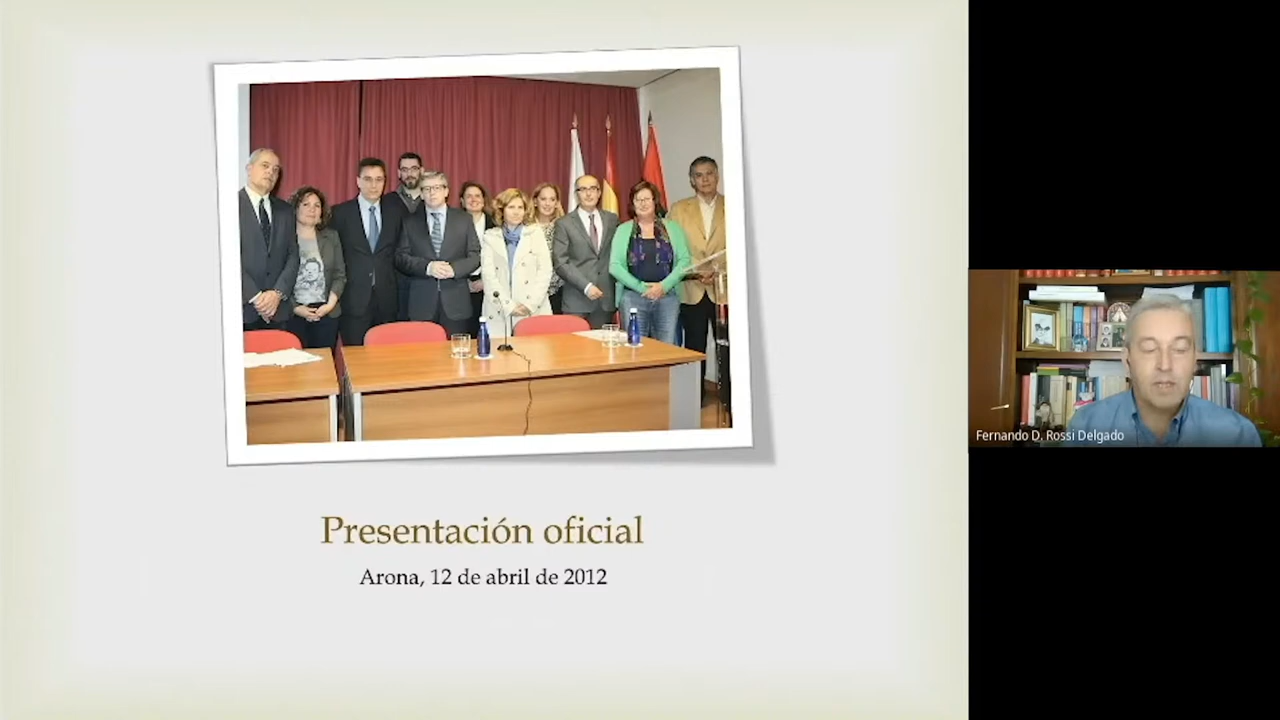 Presentación oficial
Arona, 12 de abril de 2012
Fernando D. Rossi Delgado